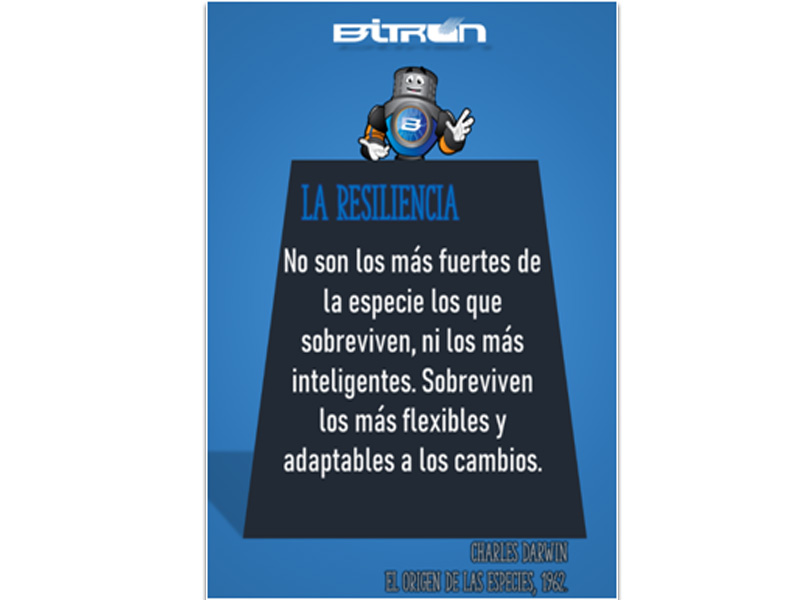 BITRON
B
LA RESILIENCIA
No son los más fuertes de
la especie los que
sobreviven, ni los más
inteligentes. Sobreviven
los más flexibles y
adaptables a los cambios.
CHARLES DARWIN
EL ORIGEN DE LAS ESPECIES, 1962.